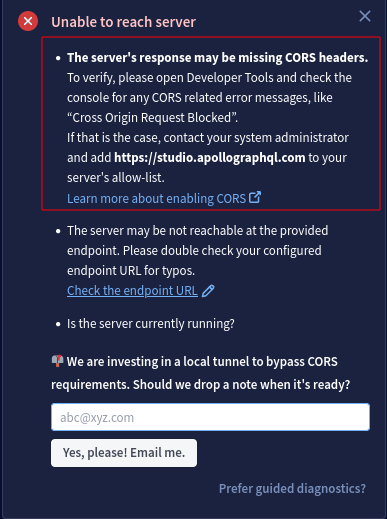 Unable to reach server
• The server's response may be missing CORS headers.
To verify, please open Developer Tools and check the
console for any CORS related error messages, like
“Cross Origin Request Blocked”.
If that is the case, contact your system administrator
and add https://studio.apollographql.com to your
server's allow-list.
Learn more about enabling CORS
• The server may be not reachable at the provided
endpoint. Please double check your configured
endpoint URL for typos.
Check the endpoint URL
• Is the server currently running?
📬 We are investing in a local tunnel to bypass CORS
requirements. Should we drop a note when it's ready?
abc@xyz.com
Yes, please! Email me.
Prefer guided diagnostics?